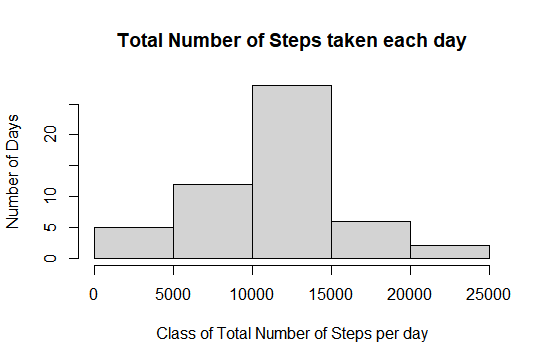 Total Number of Steps taken each day
Number of Days
20
10
5
0
0 5000 10000 15000 20000 25000
Class of Total Number of Steps per day